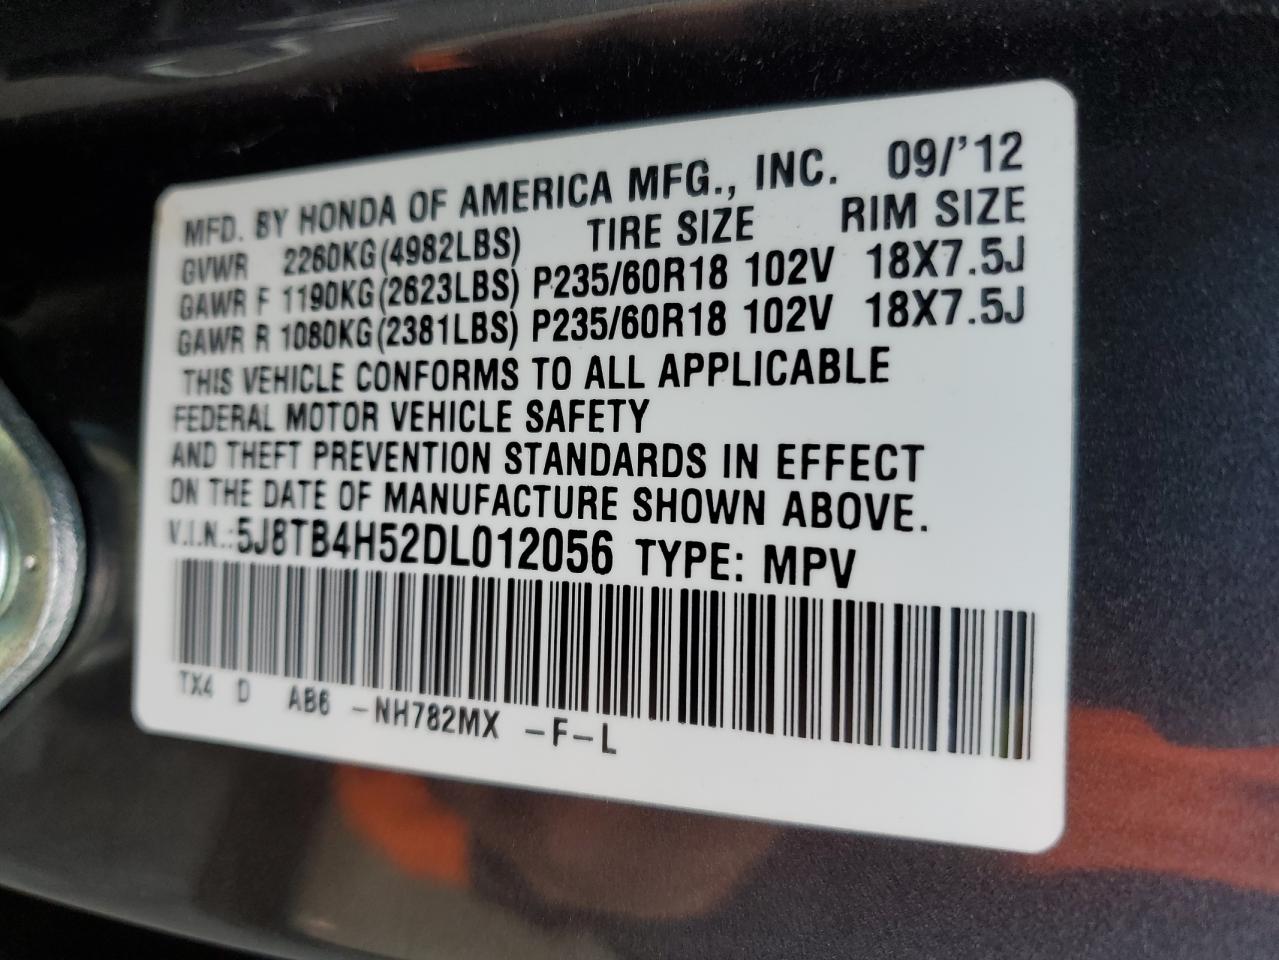 MFD. BY HONDA OF AMERICA MFG., INC. 09/'12
GVWR 2260KG(4982LBS) TIRE SIZE RIM SIZE
GAWR F 1190KG(2623LBS) P235/60R18 102V 18X7.5J
GAWR R 1080KG(2381LBS) P235/60R18 102V 18X7.5J
THIS VEHICLE CONFORMS TO ALL APPLICABLE
FEDERAL MOTOR VEHICLE SAFETY
AND THEFT PREVENTION STANDARDS IN EFFECT
ON THE DATE OF MANUFACTURE SHOWN ABOVE.
V.I.N.:5J8TB4H52DL012056 TYPE: MPV
TX4 D AB6 -NH782MX -F-L